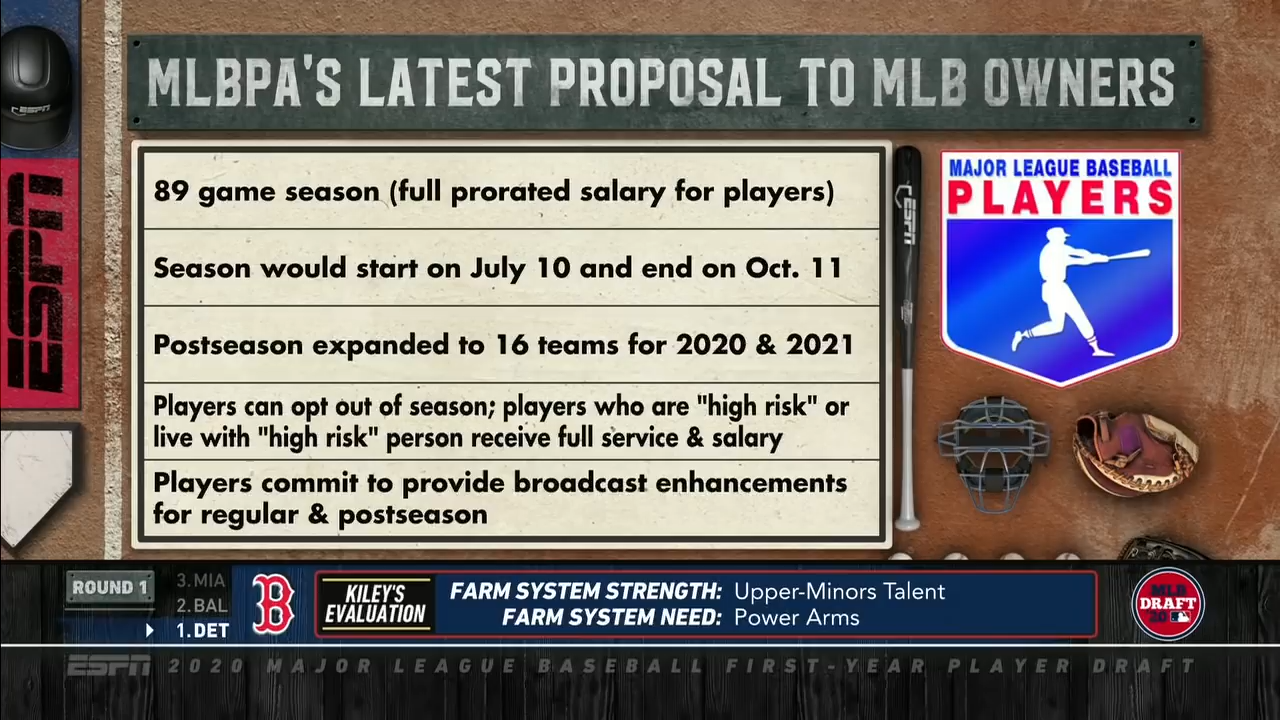 MLBPA'S LATEST PROPOSAL TO MLB OWNERS
ESPN
ESPN
89 game season (full prorated salary for players)
Season would start on July 10 and end on Oct. 11
Postseason expanded to 16 teams for 2020 & 2021
Players can opt out of season; players who are "high risk" or
live with "high risk" person receive full service & salary
Players commit to provide broadcast enhancements
for regular & postseason
ESPN
MAJOR LEAGUE BASEBALL
PLAYERS
ROUND 1
3. MIA
2. BAL
1. DET
B
KILEY'S
EVALUATION
FARM SYSTEM STRENGTH: Upper-Minors Talent
FARM SYSTEM NEED: Power Arms
MLB
DRAFT
20
ESPN 2020 MAJOR LEAGUE BASEBALL FIRST-YEAR PLAYER DRAFT